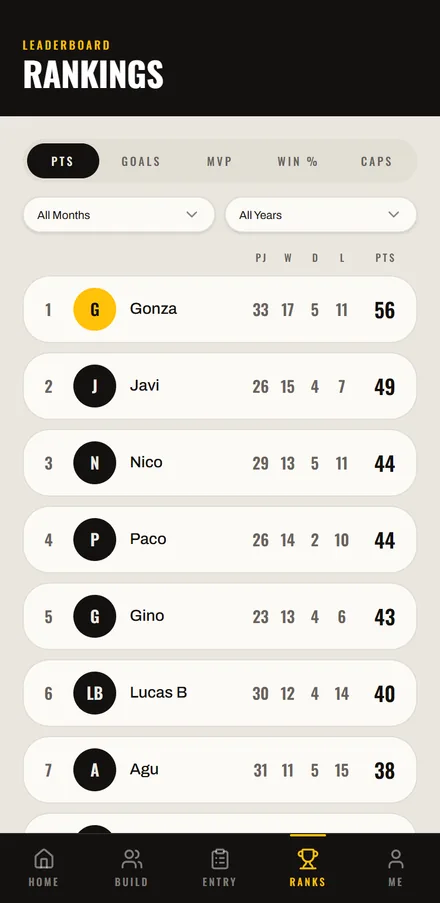 LEADERBOARD
RANKINGS
PTS GOALS MVP WIN % CAPS
All Months All Years
PJ W D L PTS
1 G Gonza 33 17 5 11 56
2 J Javi 26 15 4 7 49
3 N Nico 29 13 5 11 44
4 P Paco 26 14 2 10 44
5 G Gino 23 13 4 6 43
6 LB Lucas B 30 12 4 14 40
7 A Agu 31 11 5 15 38
HOME BUILD ENTRY RANKS ME